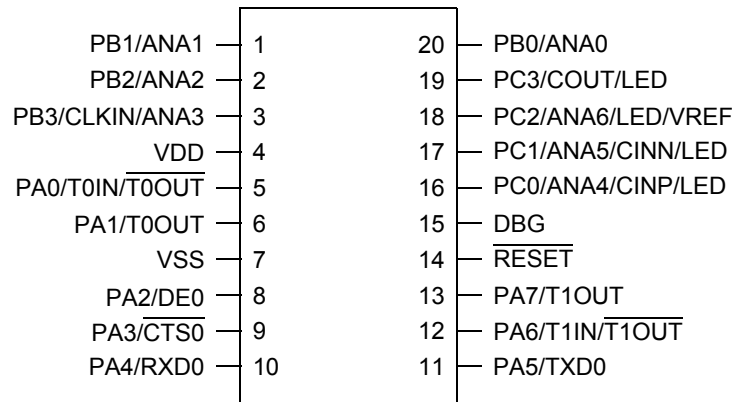 PB1/ANA1 1 20 PB0/ANA0
PB2/ANA2 2 19 PC3/COUT/LED
PB3/CLKIN/ANA3 3 18 PC2/ANA6/LED/VREF
VDD 4 17 PC1/ANA5/CINN/LED
PA0/T0IN/T0OUT 5 16 PC0/ANA4/CINP/LED
PA1/T0OUT 6 15 DBG
VSS 7 14 RESET
PA2/DE0 8 13 PA7/T1OUT
PA3/CTS0 9 12 PA6/T1IN/T1OUT
PA4/RXD0 10 11 PA5/TXD0